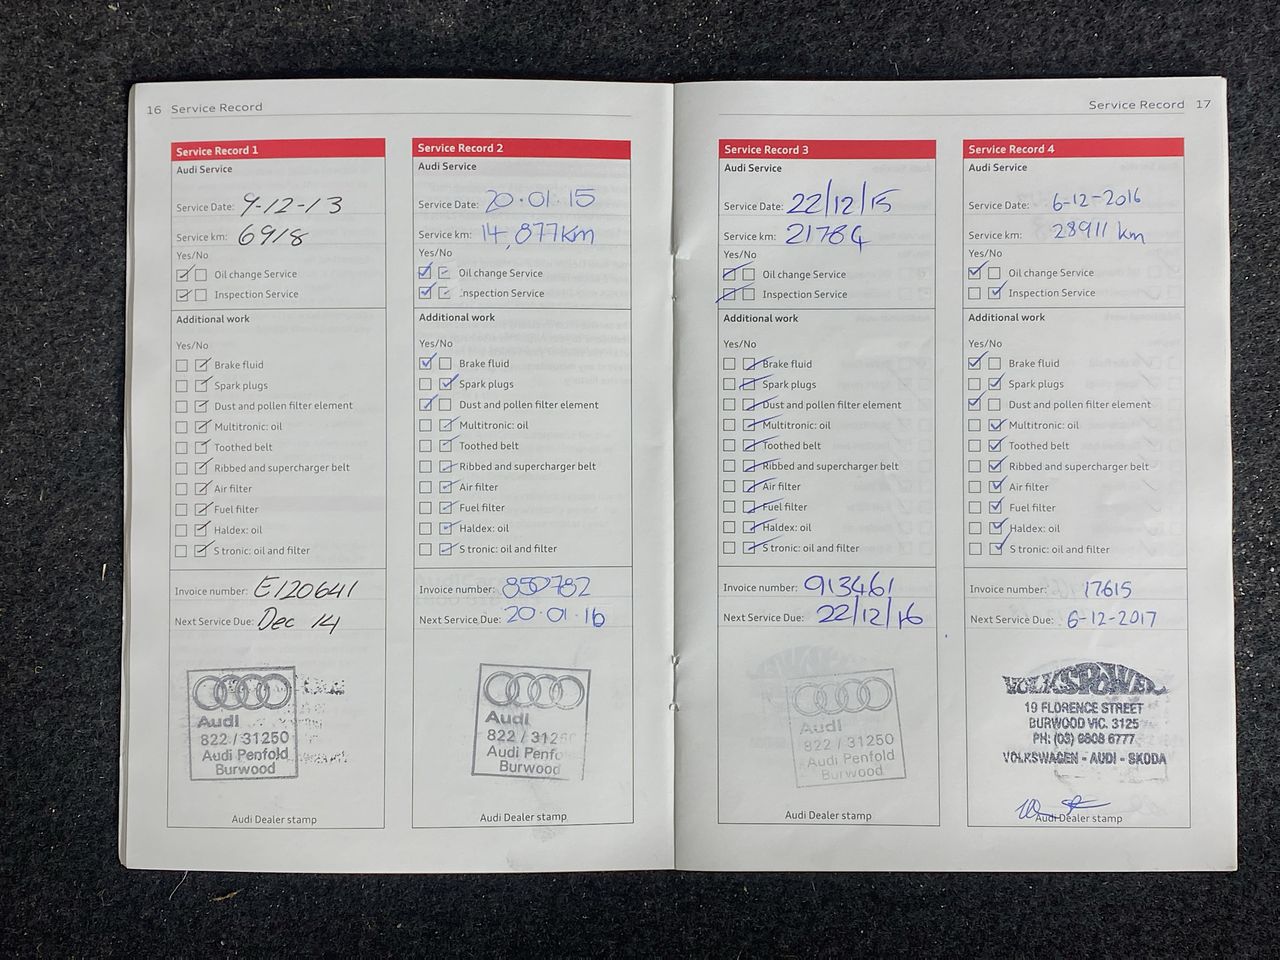 16 Service Record
Service Record 1
Audi Service
Service Date: 9-12-13
Service km: 6918
Yes/No
Oil change Service
Inspection Service
Additional work
Yes/No
Brake fluid
Spark plugs
Dust and pollen filter element
Multitronic: oil
Toothed belt
Ribbed and supercharger belt
Air filter
Fuel filter
Haldex: oil
S tronic: oil and filter
Invoice number: E120641
Next Service Due: Dec 14
Audi
822 / 31250
Audi Penfold
Burwood
Audi Dealer stamp
Service Record 2
Audi Service
Service Date: 20.01.15
Service km: 14,877km
Yes/No
Oil change Service
Inspection Service
Additional work
Yes/No
Brake fluid
Spark plugs
Dust and pollen filter element
Multitronic: oil
Toothed belt
Ribbed and supercharger belt
Air filter
Fuel filter
Haldex: oil
S tronic: oil and filter
Invoice number: 850782
Next Service Due: 20.01.16
Audi
822 / 3125
Audi Penfo
Burwood
Audi Dealer stamp
Service Record 17
Service Record 3
Audi Service
Service Date: 22/12/15
Service km: 21764
Yes/No
Oil change Service
Inspection Service
Additional work
Yes/No
Brake fluid
Spark plugs
Dust and pollen filter element
Multitronic: oil
Toothed belt
Ribbed and supercharger belt
Air filter
Fuel filter
Haldex: oil
S tronic: oil and filter
Invoice number: 913461
Next Service Due: 22/12/16
Audi
822 / 31250
Audi Penfold
Burwood
Audi Dealer stamp
Service Record 4
Audi Service
Service Date: 6-12-2016
Service km: 28911 km
Yes/No
Oil change Service
Inspection Service
Additional work
Yes/No
Brake fluid
Spark plugs
Dust and pollen filter element
Multitronic: oil
Toothed belt
Ribbed and supercharger belt
Air filter
Fuel filter
Haldex: oil
S tronic: oil and filter
Invoice number: 17615
Next Service Due: 6-12-2017
VOLKSPOWER
19 FLORENCE STREET
BURWOOD VIC. 3125
PH: (03) 9808 6777
VOLKSWAGEN - AUDI - SKODA
Audi Dealer stamp